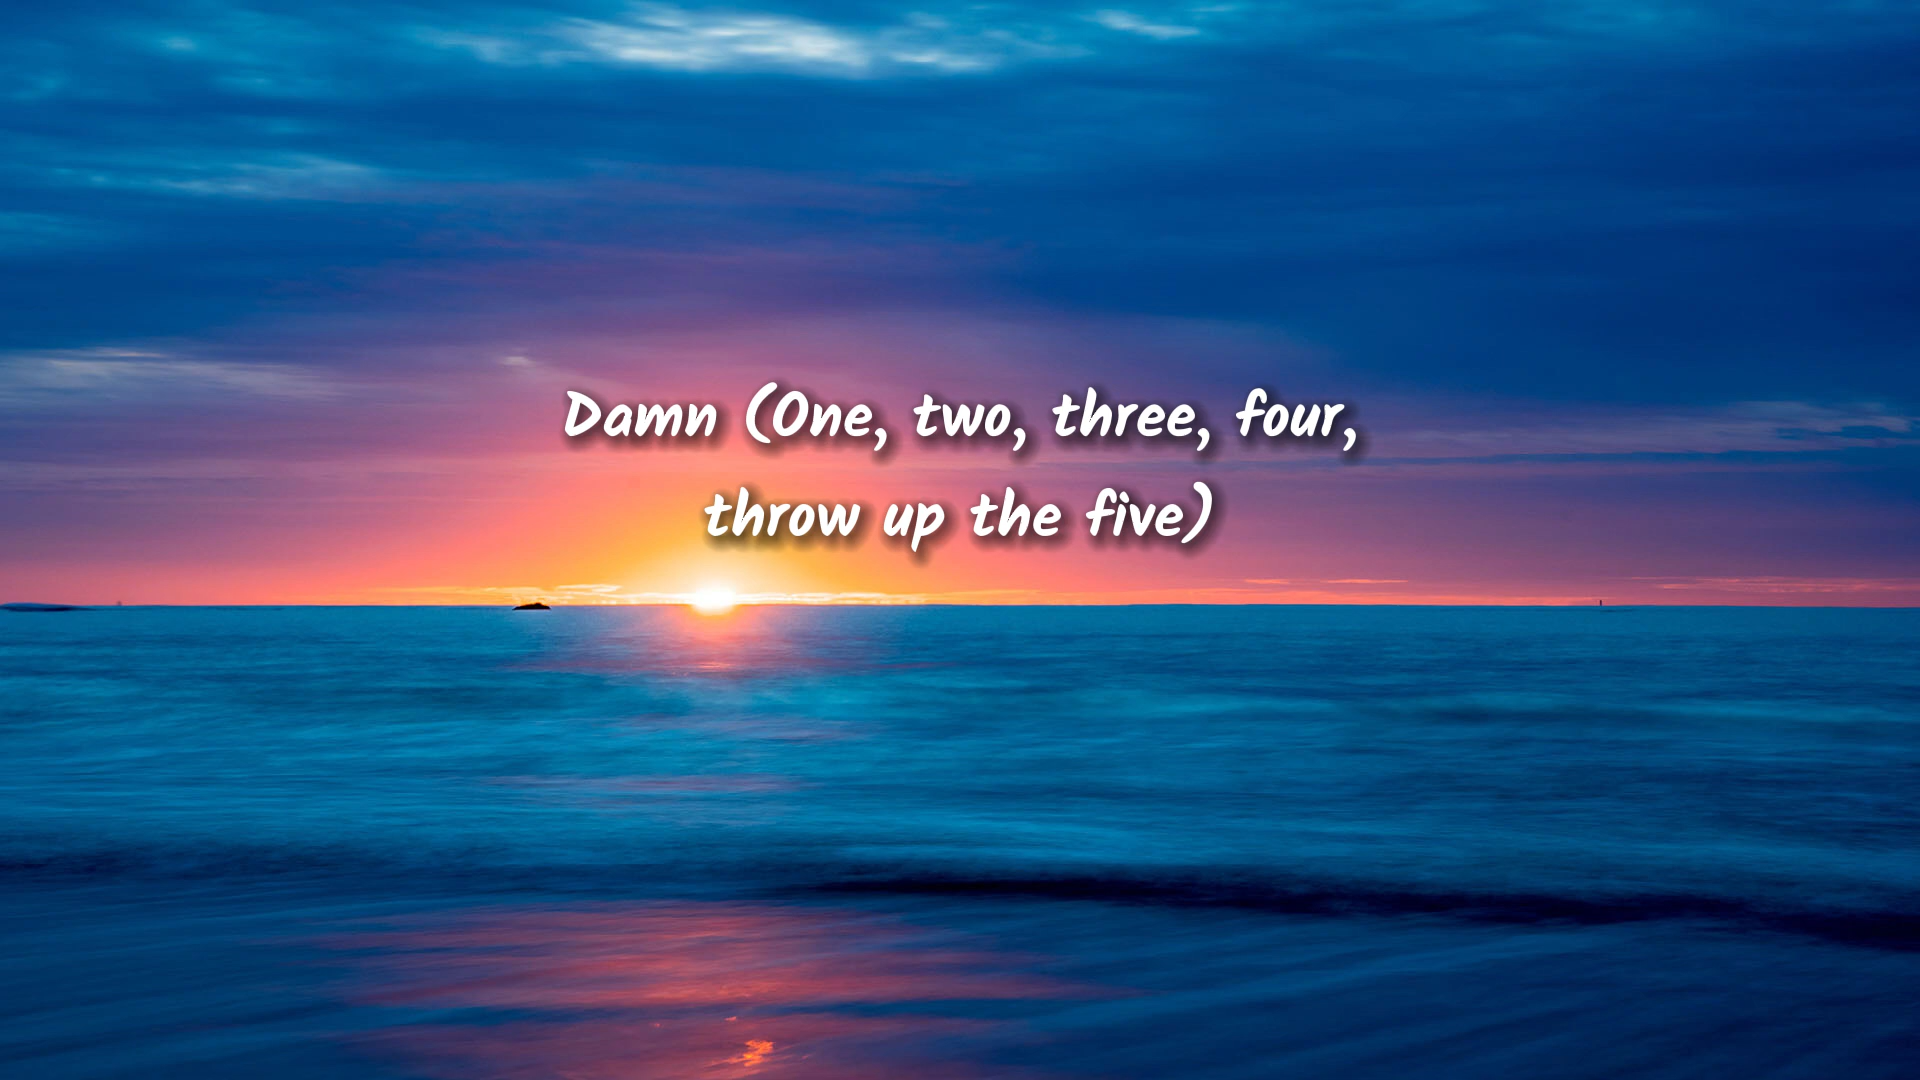 Damn (One, two, three, four,
throw up the five)